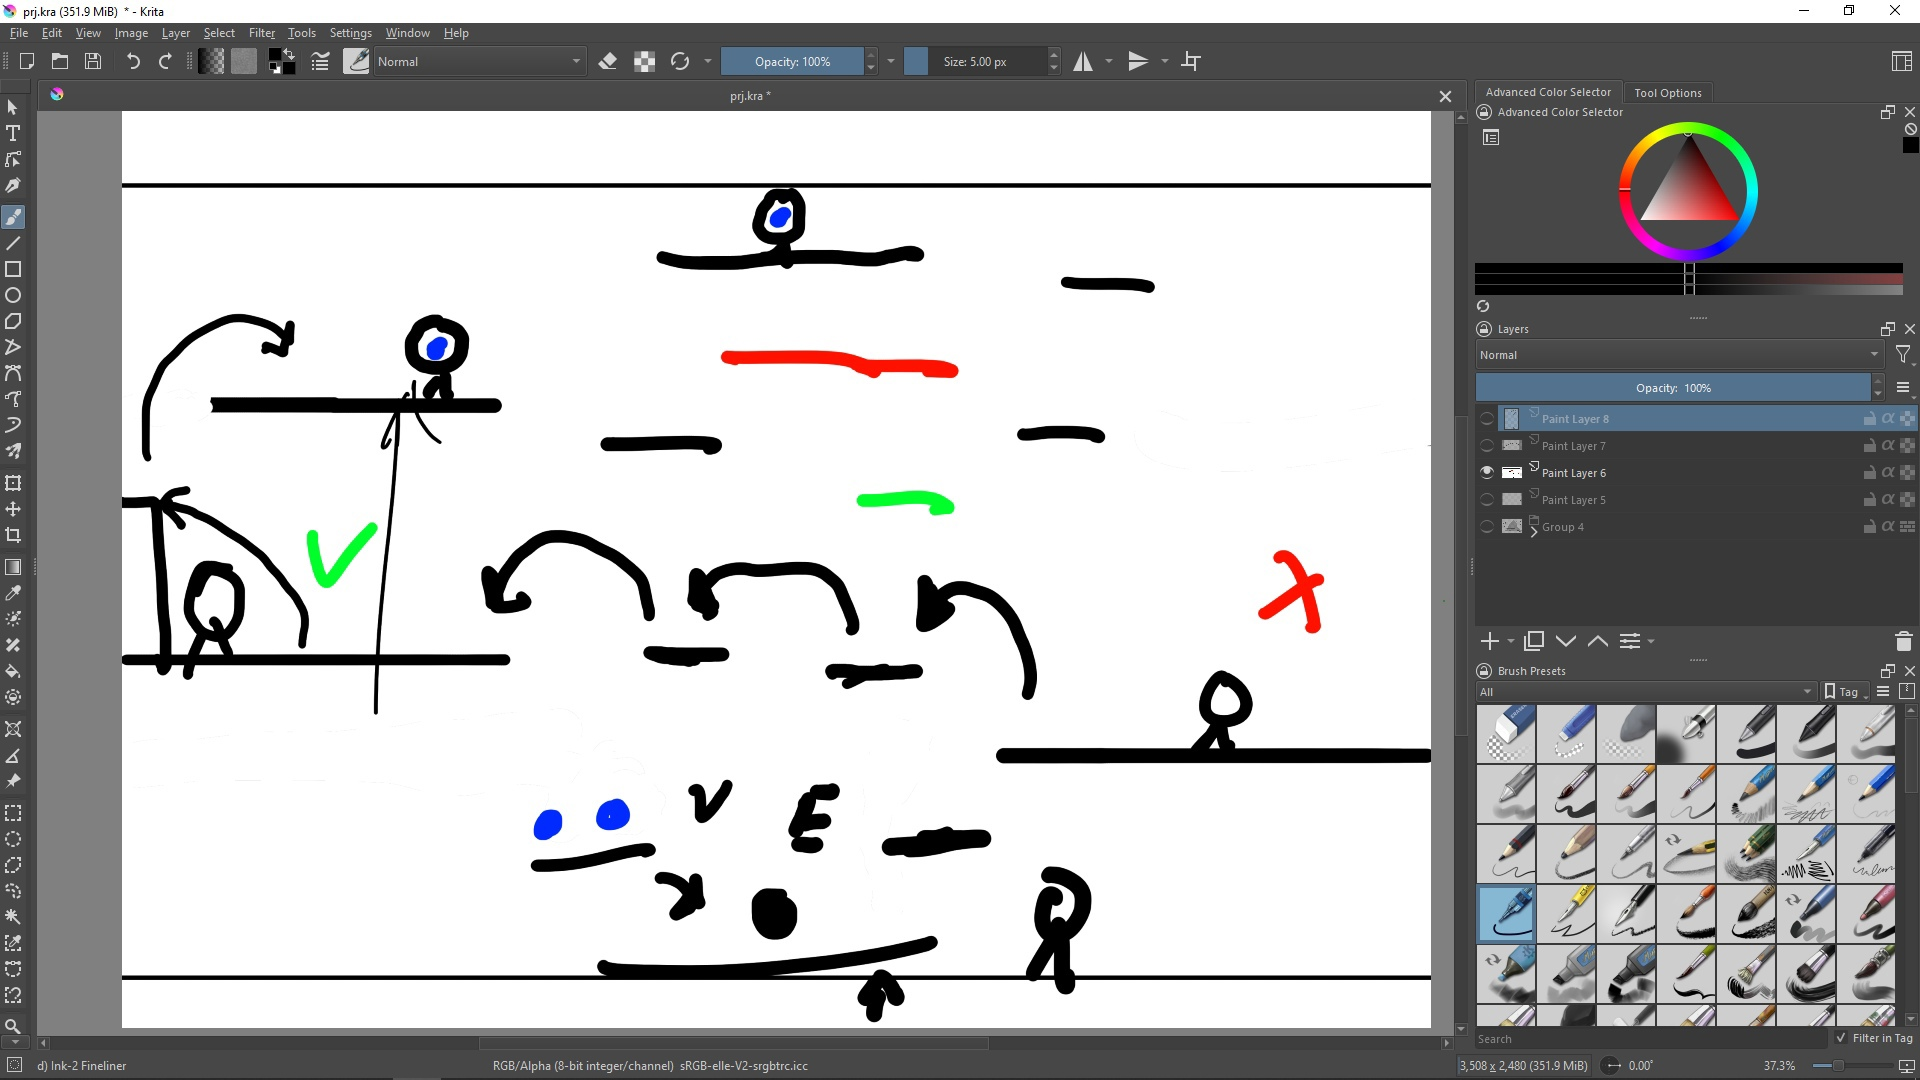 prj.kra (351.9 MiB) * - Krita
File Edit View Image Layer Select Filter Tools Settings Window Help
Normal Opacity: 100% Size: 5.00 px
prj.kra *
V E
Advanced Color Selector Tool Options
Advanced Color Selector
Layers
Normal
Opacity: 100%
Paint Layer 8
Paint Layer 7
Paint Layer 6
Paint Layer 5
Group 4
Brush Presets
All Tag
Search Filter in Tag
d) Ink-2 Fineliner RGB/Alpha (8-bit integer/channel) sRGB-elle-V2-srgbtrc.icc 3,508 x 2,480 (351.9 MiB) 0.00° 37.3%